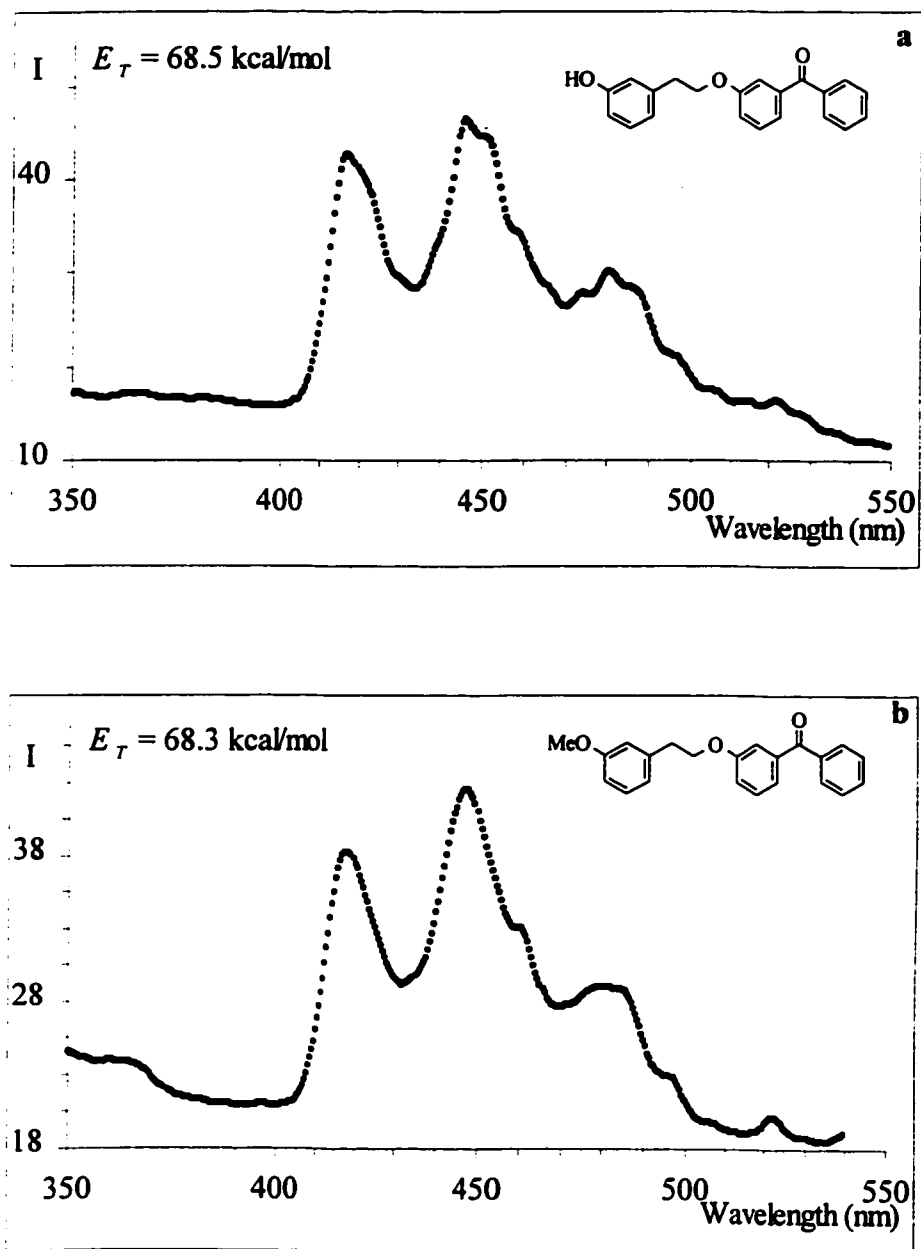 a
I E_T = 68.5 kcal/mol
O
HO O
40
10
350 400 450 500 550
Wavelength (nm)
b
I E_T = 68.3 kcal/mol
O
MeO O
38
28
18
350 400 450 500 550
Wavelength (nm)